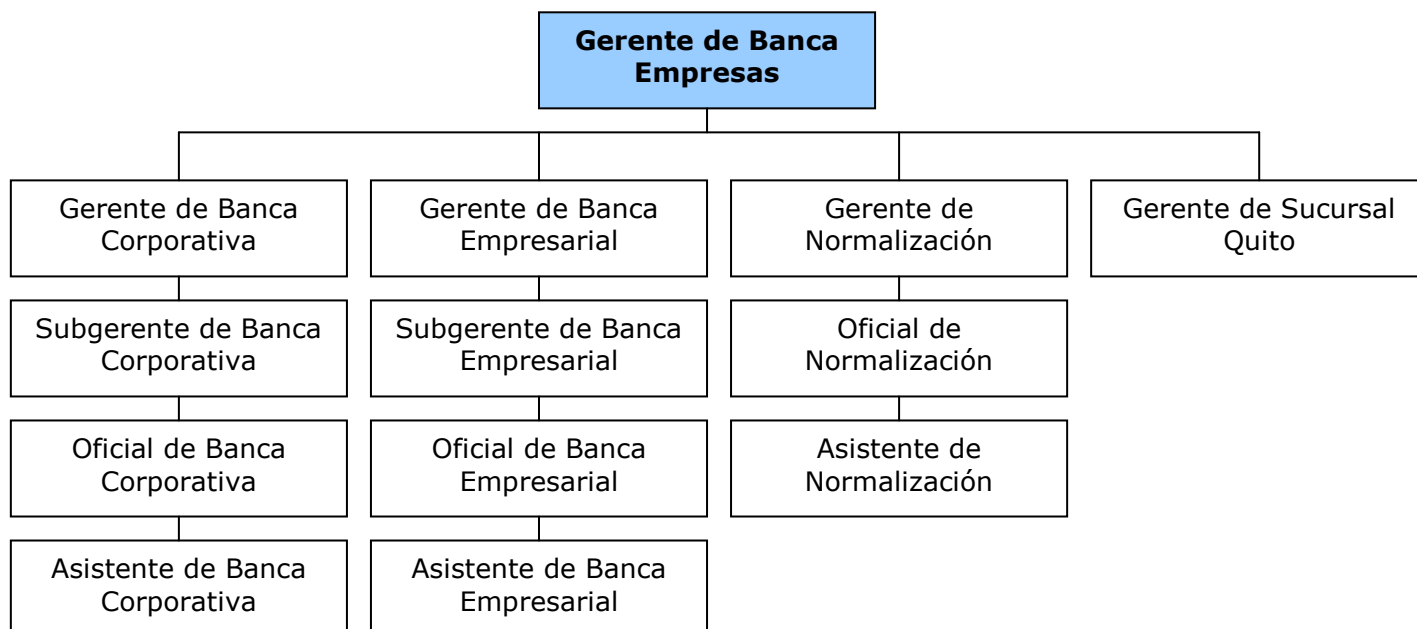 Gerente de Banca
Empresas
Gerente de Banca
Corporativa
Gerente de Banca
Empresarial
Gerente de
Normalización
Gerente de Sucursal
Quito
Subgerente de Banca
Corporativa
Subgerente de Banca
Empresarial
Oficial de
Normalización
Oficial de Banca
Corporativa
Oficial de Banca
Empresarial
Asistente de
Normalización
Asistente de Banca
Corporativa
Asistente de Banca
Empresarial